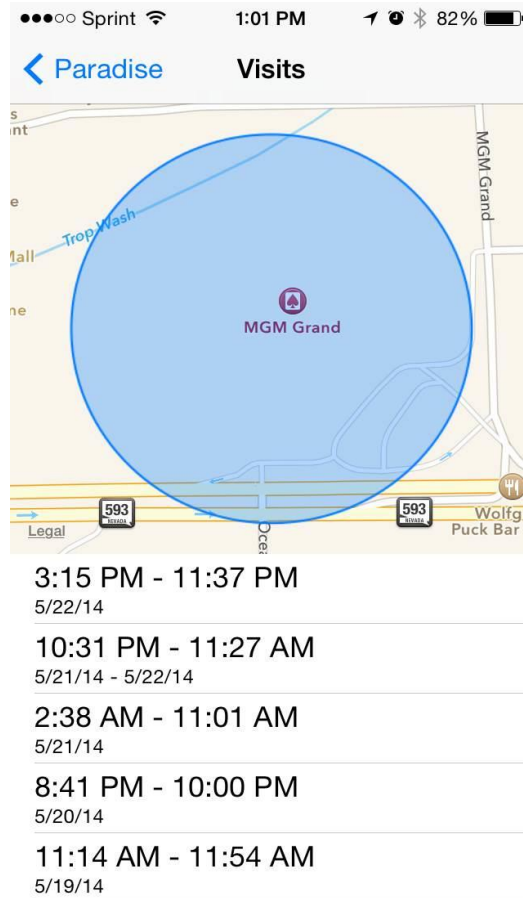 ●●●○○ Sprint 1:01 PM 82%
Paradise Visits
MGM Grand
Trop Wash
MGM Grand
593
NEVADA
593
NEVADA
Wolfg
Puck Bar
Legal
Ocea
3:15 PM - 11:37 PM
5/22/14
10:31 PM - 11:27 AM
5/21/14 - 5/22/14
2:38 AM - 11:01 AM
5/21/14
8:41 PM - 10:00 PM
5/20/14
11:14 AM - 11:54 AM
5/19/14